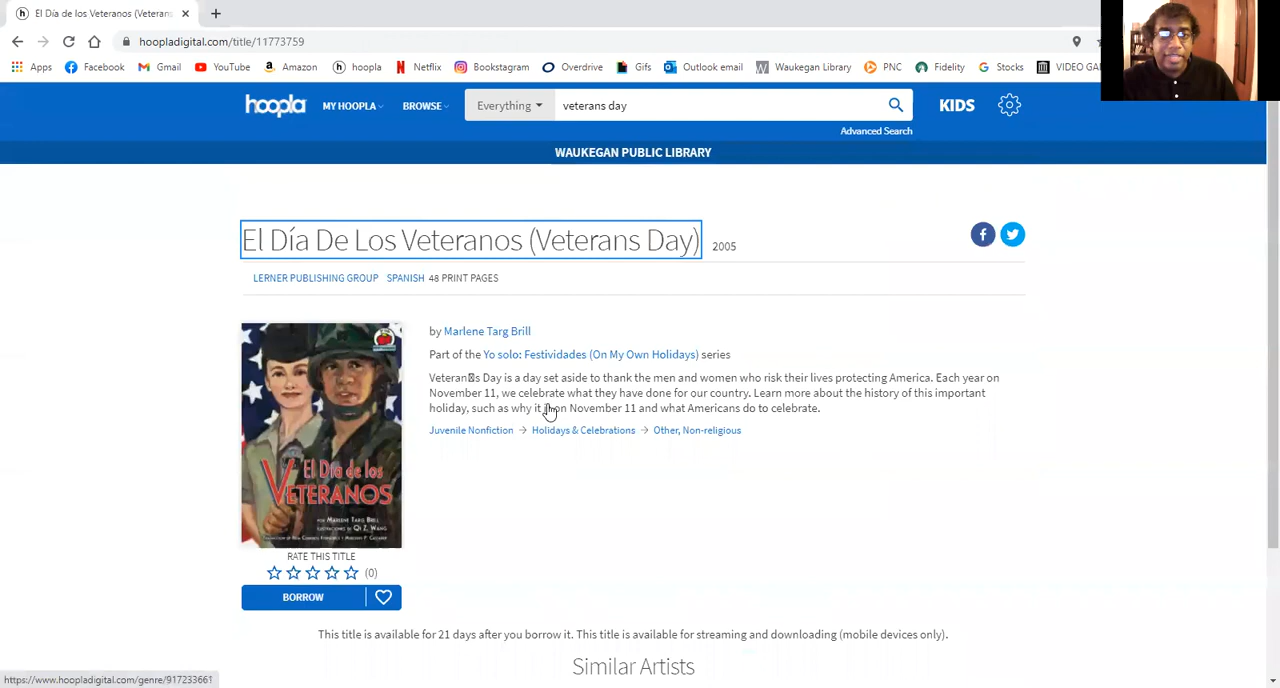 El Día de los Veteranos (Veterans
hoopladigital.com/title/11773759
Apps Facebook Gmail YouTube Amazon hoopla Netflix Bookstagram Overdrive Gifs Outlook email Waukegan Library PNC Fidelity Stocks VIDEO GA
hoopla MY HOOPLA BROWSE Everything veterans day KIDS
Advanced Search
WAUKEGAN PUBLIC LIBRARY
El Día De Los Veteranos (Veterans Day) 2005
LERNER PUBLISHING GROUP SPANISH 48 PRINT PAGES
by Marlene Targ Brill
Part of the Yo solo: Festividades (On My Own Holidays) series
Veteran▯s Day is a day set aside to thank the men and women who risk their lives protecting America. Each year on
November 11, we celebrate what they have done for our country. Learn more about the history of this important
holiday, such as why it is on November 11 and what Americans do to celebrate.
Juvenile Nonfiction → Holidays & Celebrations → Other, Non-religious
El Día de los
VETERANOS
POR MARLENE TARG BRILL
ILUSTRACIONES DE QI Z. WANG
RATE THIS TITLE
(0)
BORROW
This title is available for 21 days after you borrow it. This title is available for streaming and downloading (mobile devices only).
Similar Artists
https://www.hoopladigital.com/genre/917233661